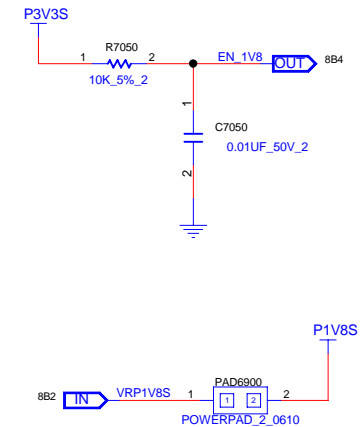 P3V3S
R7050
1 2
10K_5%_2
EN_1V8
OUT
8B4
1
C7050
0.01UF_50V_2
2
P1V8S
8B2
IN
VRP1V8S
1
PAD6900
1 2
2
POWERPAD_2_0610